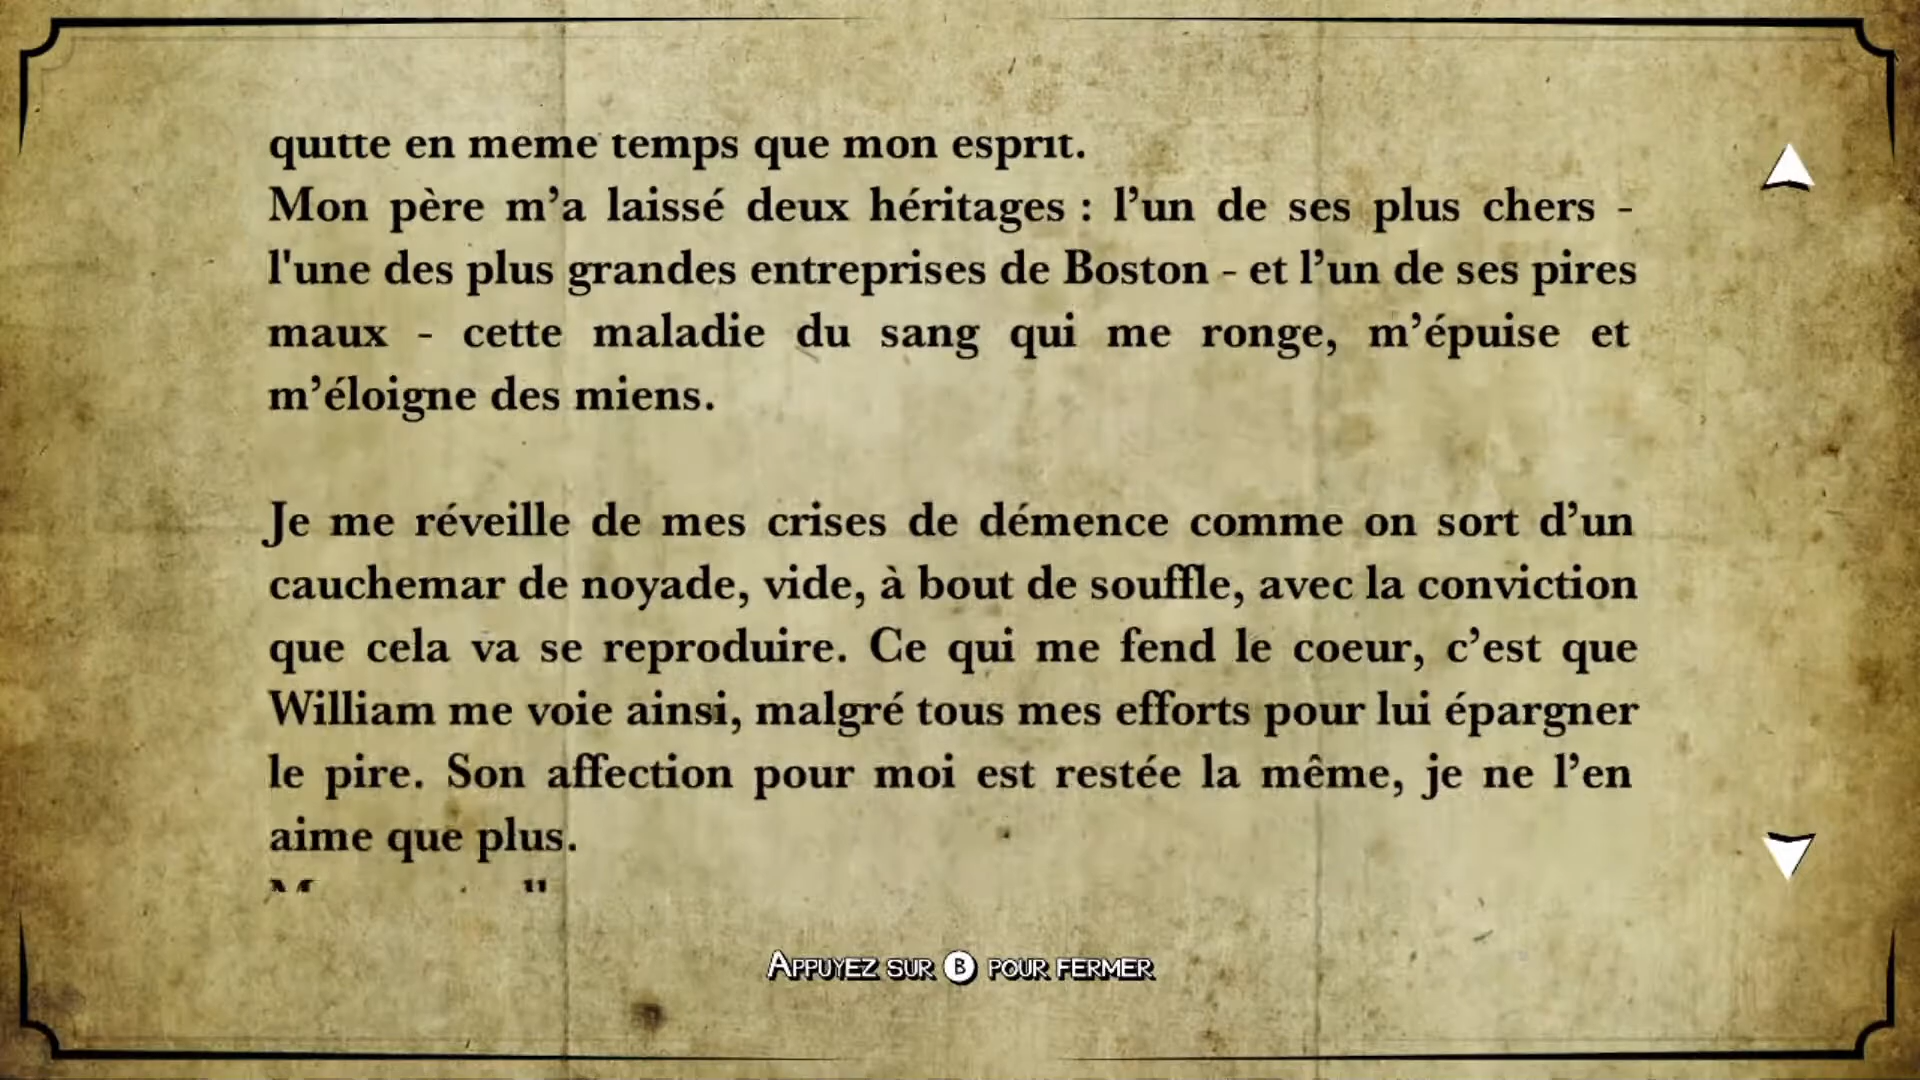 quitte en meme temps que mon esprit.
Mon père m’a laissé deux héritages : l’un de ses plus chers -
l'une des plus grandes entreprises de Boston - et l’un de ses pires
maux - cette maladie du sang qui me ronge, m’épuise et
m’éloigne des miens.
Je me réveille de mes crises de démence comme on sort d’un
cauchemar de noyade, vide, à bout de souffle, avec la conviction
que cela va se reproduire. Ce qui me fend le coeur, c’est que
William me voie ainsi, malgré tous mes efforts pour lui épargner
le pire. Son affection pour moi est restée la même, je ne l’en
aime que plus.
APPUYEZ SUR B POUR FERMER